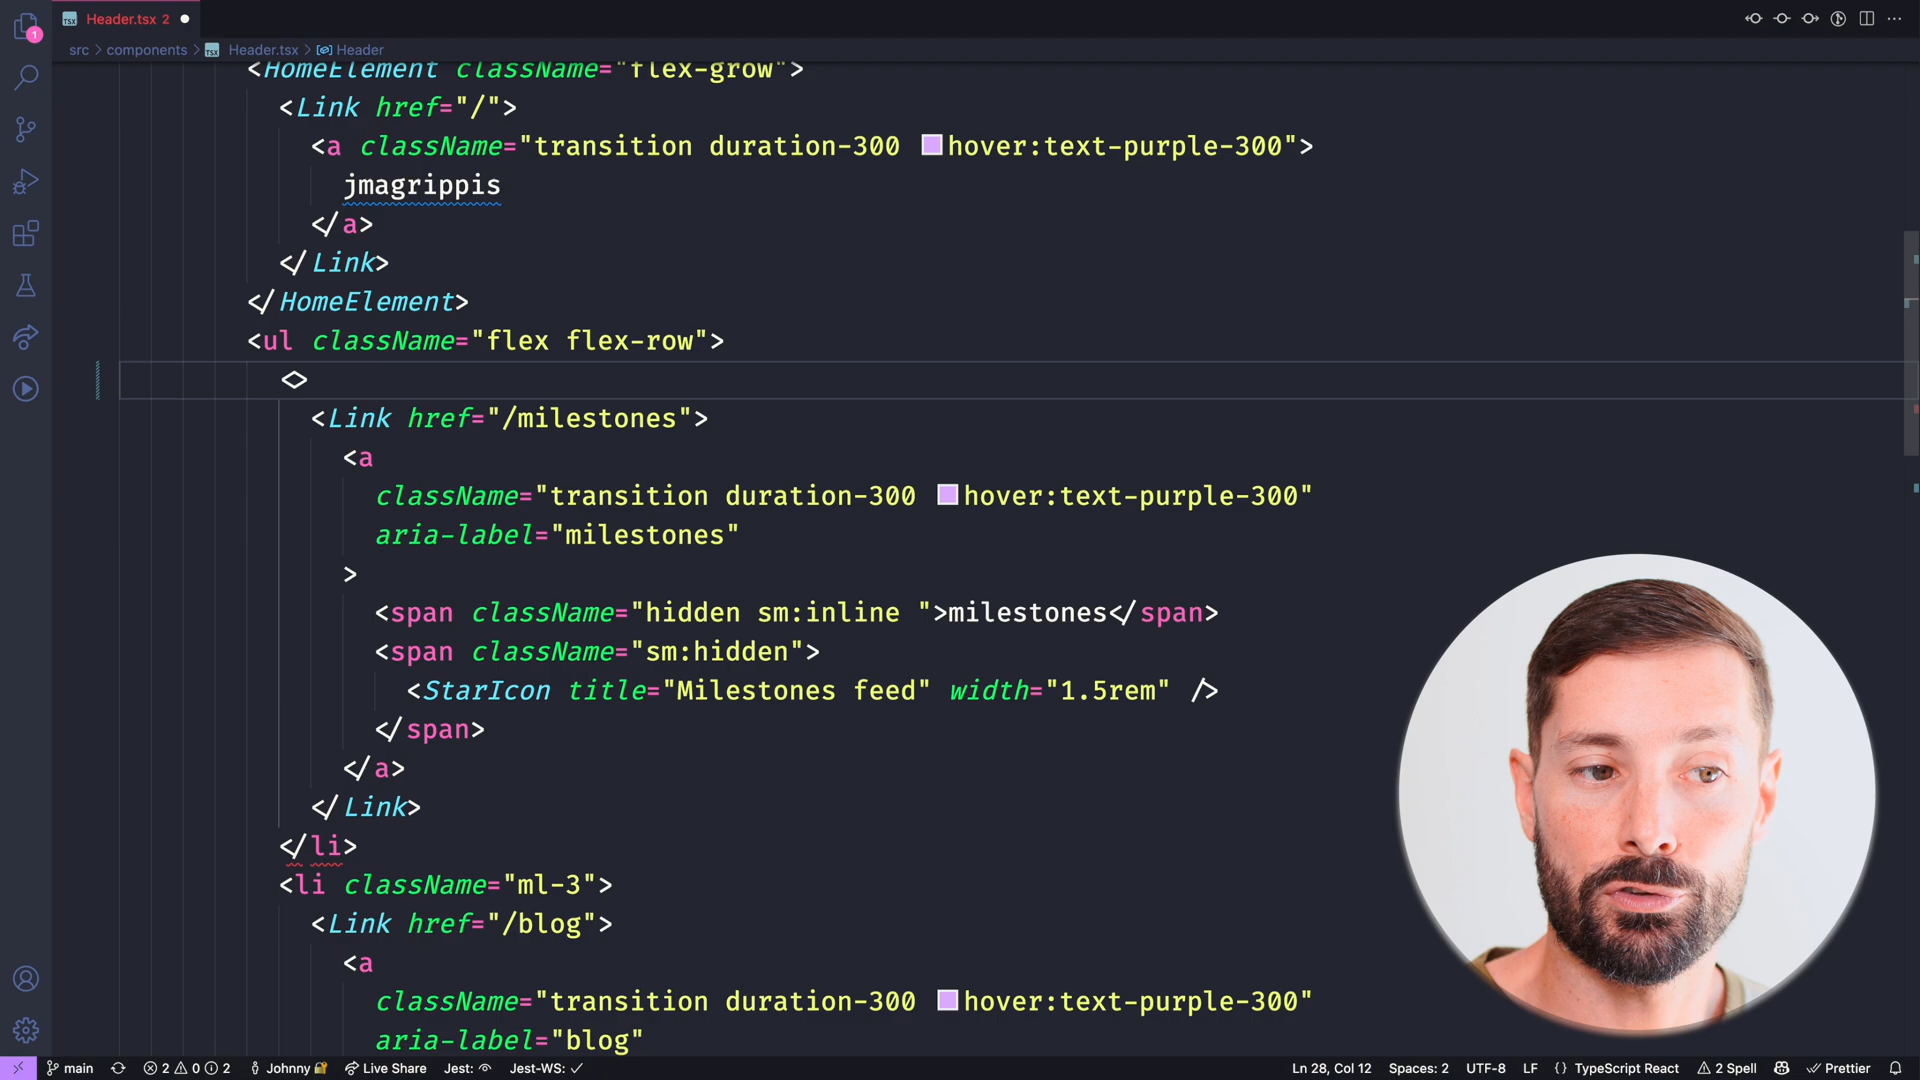 TSX Header.tsx 2
1
src > components > TSX Header.tsx > Header
<HomeElement className="flex-grow">
<Link href="/">
<a className="transition duration-300 hover:text-purple-300">
jmagrippis
</a>
</Link>
</HomeElement>
<ul className="flex flex-row">
<>
<Link href="/milestones">
<a
className="transition duration-300 hover:text-purple-300"
aria-label="milestones"
>
<span className="hidden sm:inline ">milestones</span>
<span className="sm:hidden">
<StarIcon title="Milestones feed" width="1.5rem" />
</span>
</a>
</Link>
</li>
<li className="ml-3">
<Link href="/blog">
<a
className="transition duration-300 hover:text-purple-300"
aria-label="blog"
main 2 0 2 Johnny Live Share Jest: Jest-WS: ✓ Ln 28, Col 12 Spaces: 2 UTF-8 LF {} TypeScript React 2 Spell Prettier